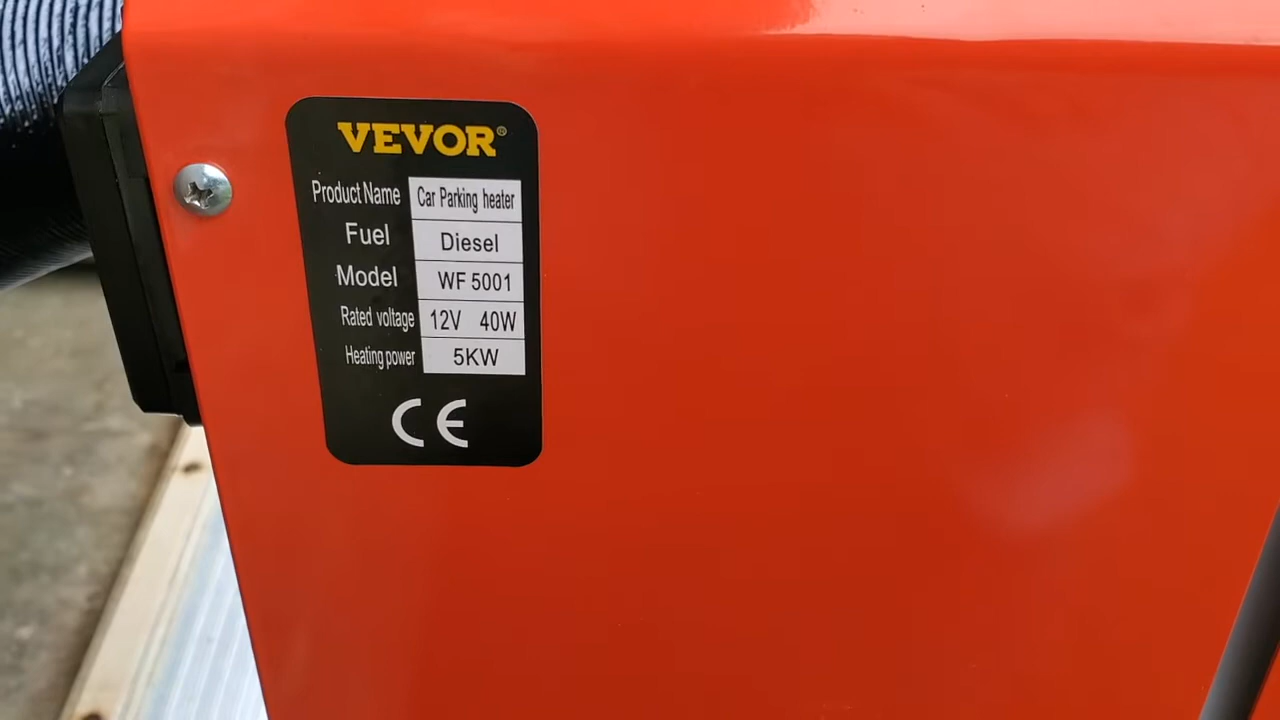 VEVOR®
Product Name Car Parking heater
Fuel Diesel
Model WF 5001
Rated voltage 12V 40W
Heating power 5KW
CE